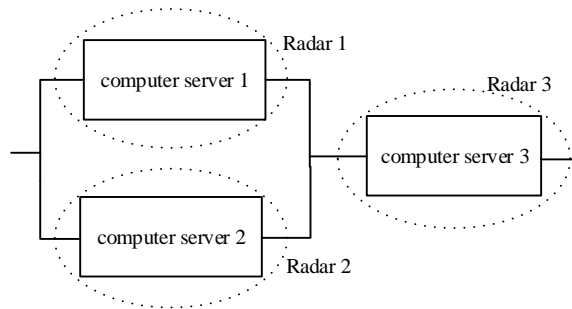 Radar 1
computer server 1
Radar 3
computer server 3
computer server 2
Radar 2